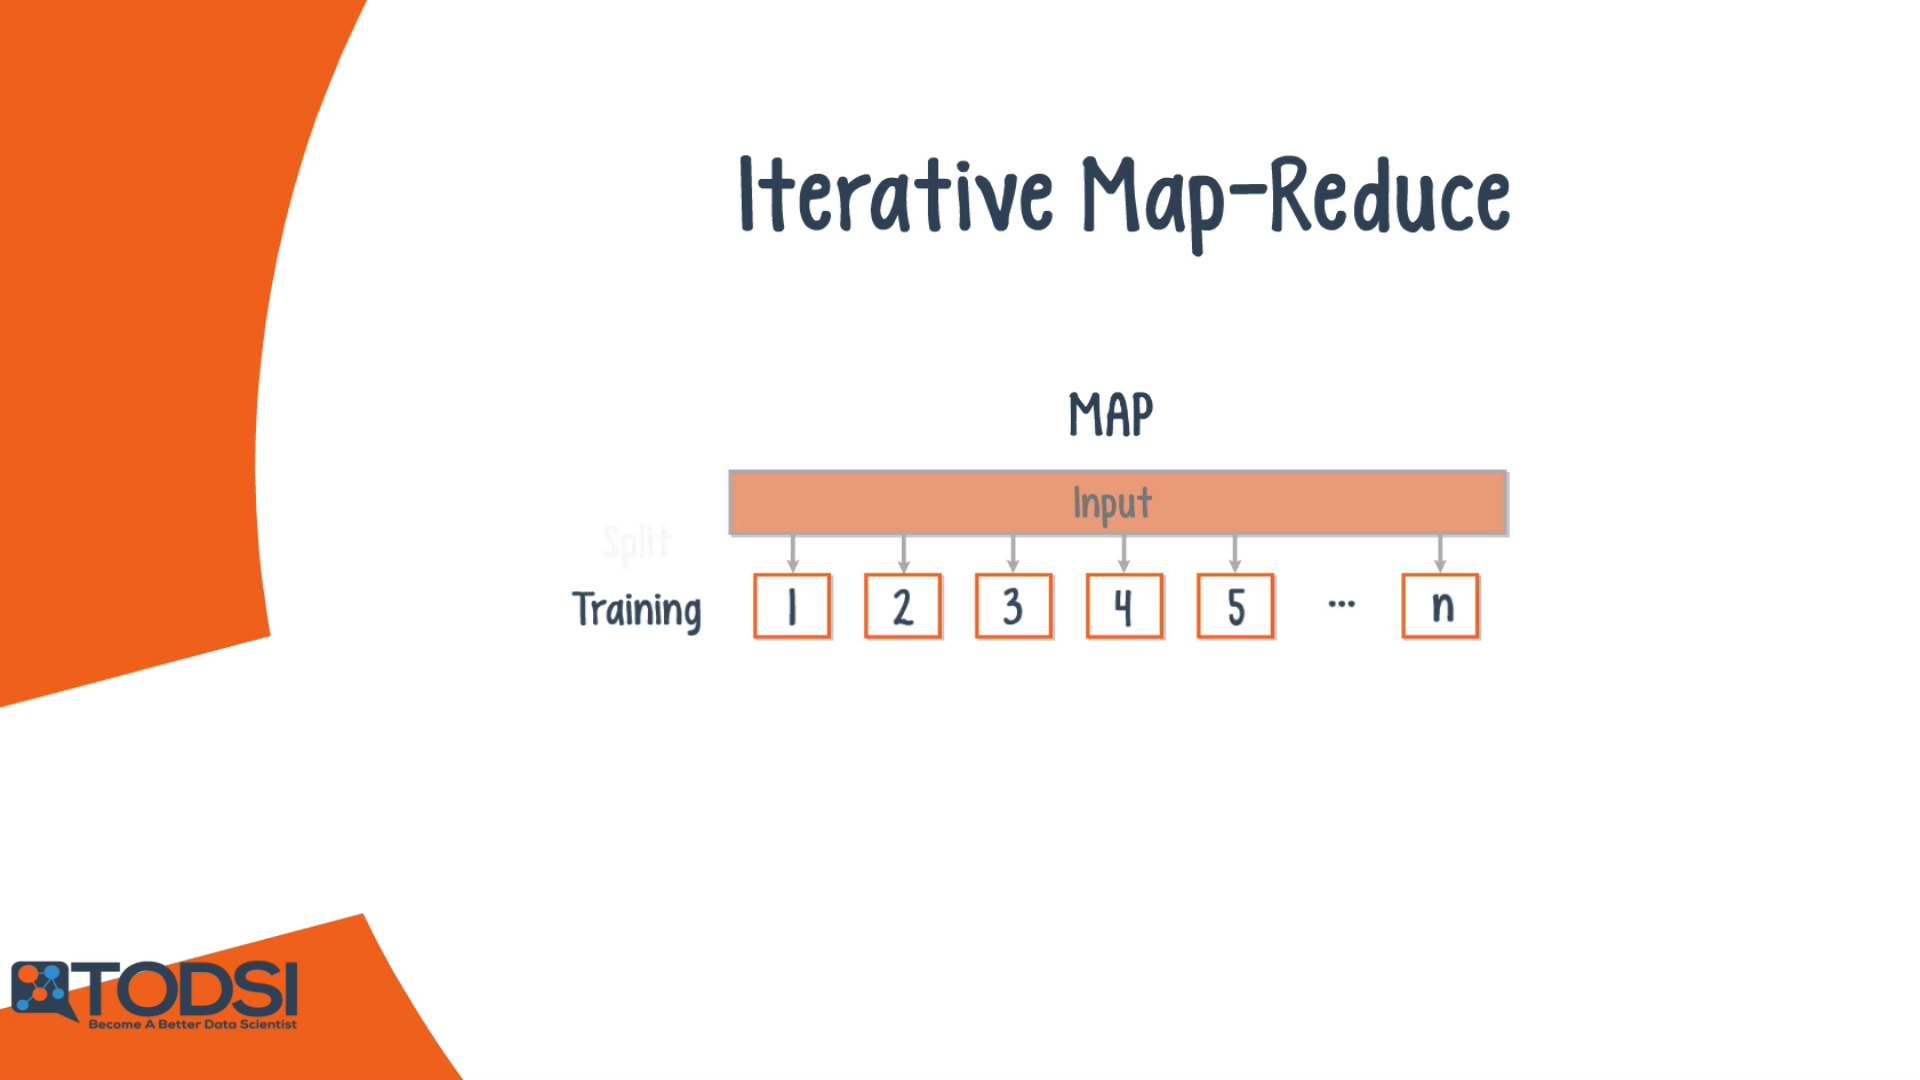 Iterative Map-Reduce
MAP
Input
Split
Training 1 2 3 4 5 ... n
TODSI
Become A Better Data Scientist